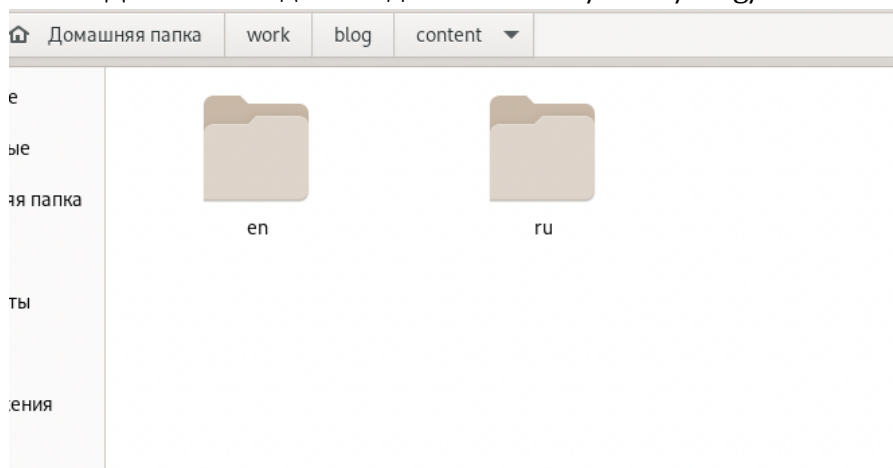 Домашняя папка work blog content
е
ые
яя папка
en ru
ты
ения